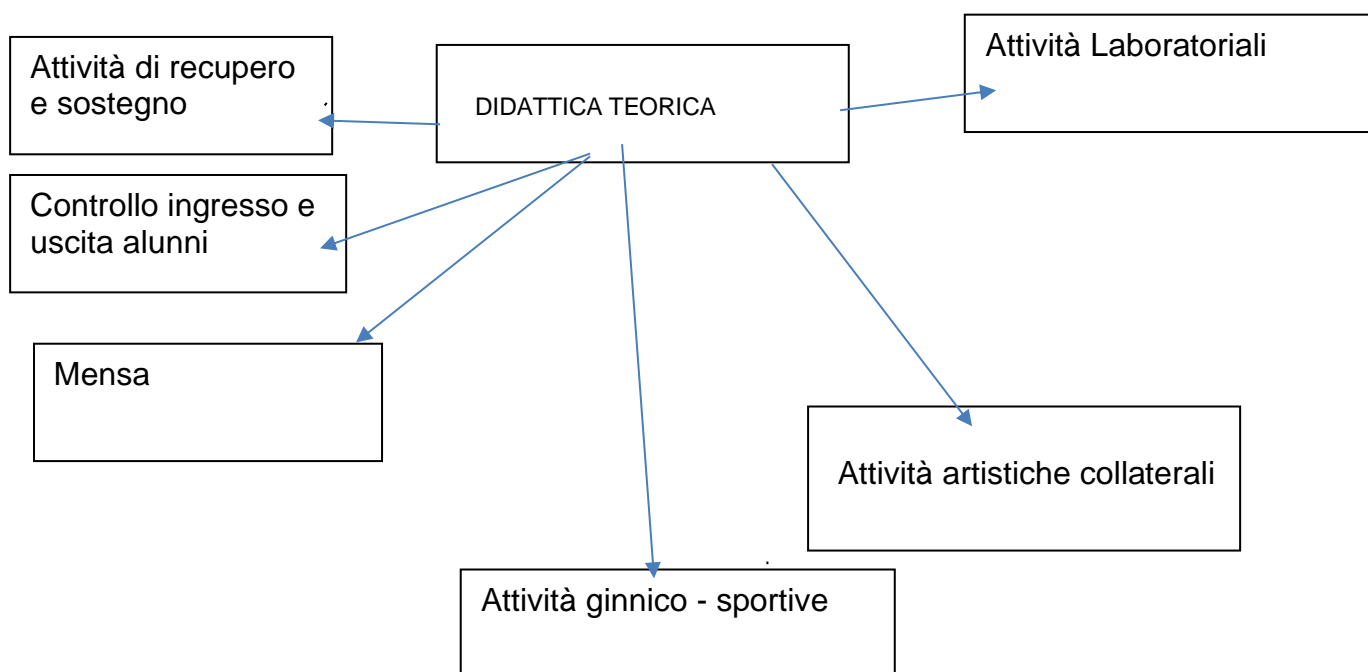 Attività di recupero
e sostegno
DIDATTICA TEORICA
Attività Laboratoriali
Controllo ingresso e
uscita alunni
Mensa
Attività artistiche collaterali
Attività ginnico - sportive